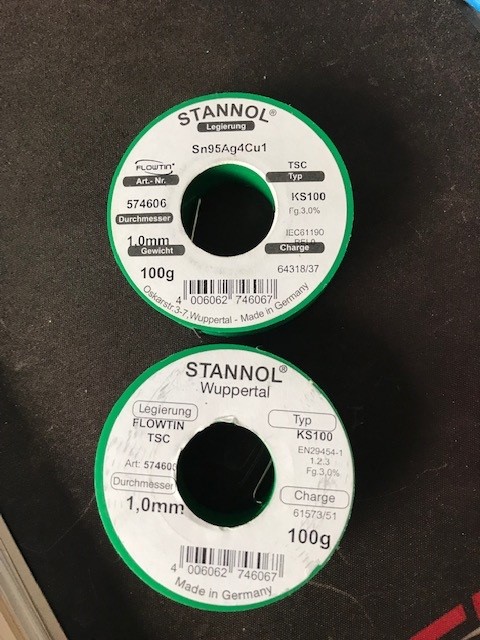 STANNOL®
Legierung
Sn95Ag4Cu1
FLOWTIN®
TSC
Art.- Nr.
Typ
574606
KS100
Durchmesser
Fg.3,0%
1,0mm
IEC61190
Gewicht
Charge
100g
64318/37
4 006062 746067
Oskarstr.3-7,Wuppertal - Made in Germany
STANNOL®
Wuppertal
Legierung
Typ
FLOWTIN
TSC
KS100
EN29454-1
1.2.3
Fg.3,0%
Art: 57460
Durchmesser
1,0mm
Charge
61573/51
100g
4 006062 746067
Made in Germany